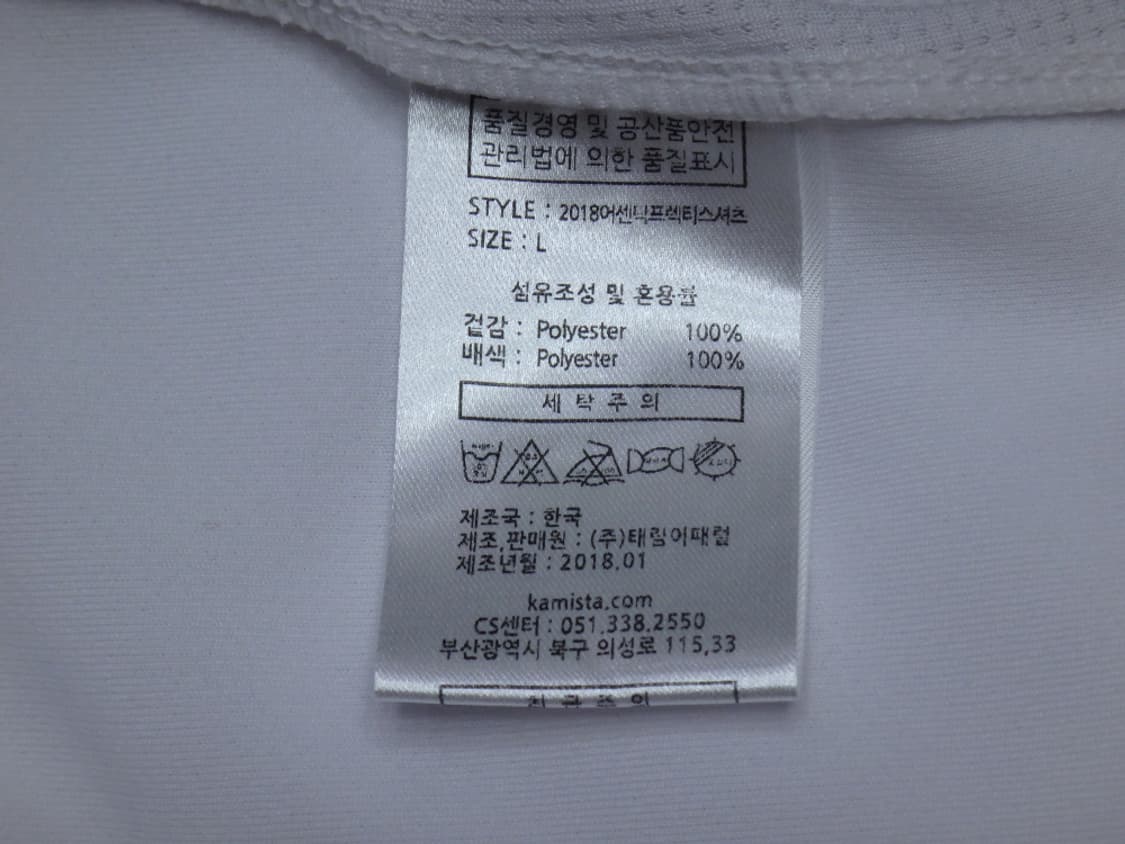 품질경영 및 공산품안전
관리법에 의한 품질표시
STYLE : 2018어센틱프렉티스셔츠
SIZE : L
섬유조성 및 혼용률
겉감 : Polyester 100%
배색 : Polyester 100%
세탁주의
제조국 : 한국
제조,판매원 : (주)태림어패럴
제조년월 : 2018.01
kamista.com
CS센터 : 051.338.2550
부산광역시 북구 의성로 115,33